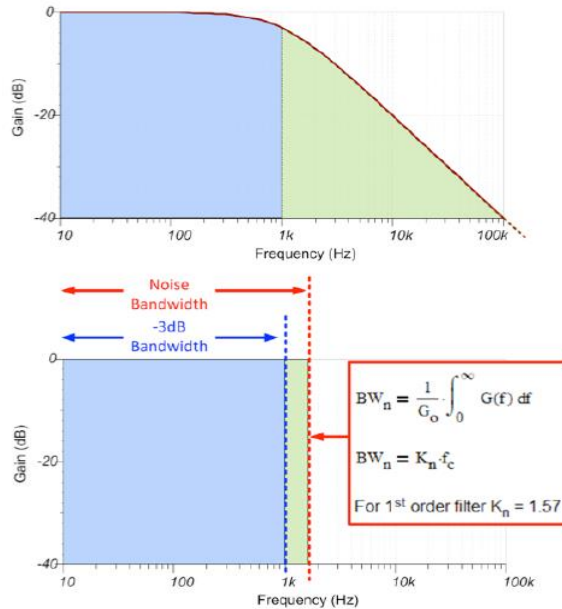 0
-20
-40
Gain (dB)
10 100 1k 10k 100k
Frequency (Hz)
Noise
Bandwidth
-3dB
Bandwidth
0
-20
-40
Gain (dB)
BWn = 1/Go · ∫0∞ G(f) df
BWn = Kn·fc
For 1st order filter Kn = 1.57
10 100 1k 10k 100k
Frequency (Hz)